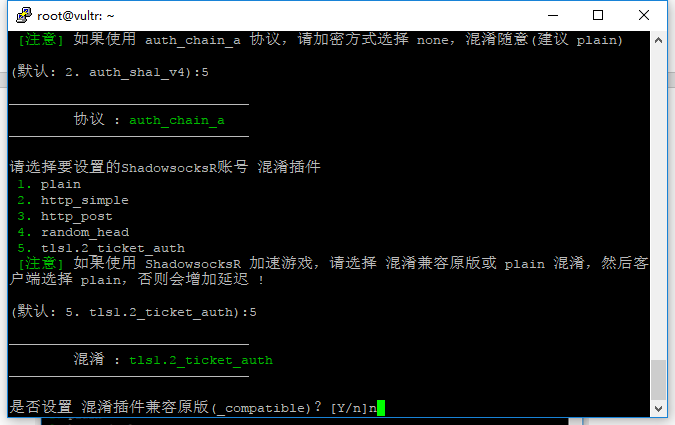 root@vultr: ~
[注意] 如果使用 auth_chain_a 协议，请加密方式选择 none，混淆随意(建议 plain)
(默认: 2. auth_sha1_v4):5
协议 : auth_chain_a
请选择要设置的ShadowsocksR账号 混淆插件
1. plain
2. http_simple
3. http_post
4. random_head
5. tls1.2_ticket_auth
[注意] 如果使用 ShadowsocksR 加速游戏，请选择 混淆兼容原版或 plain 混淆，然后客
户端选择 plain，否则会增加延迟 !
(默认: 5. tls1.2_ticket_auth):5
混淆 : tls1.2_ticket_auth
是否设置 混淆插件兼容原版(_compatible)? [Y/n]n